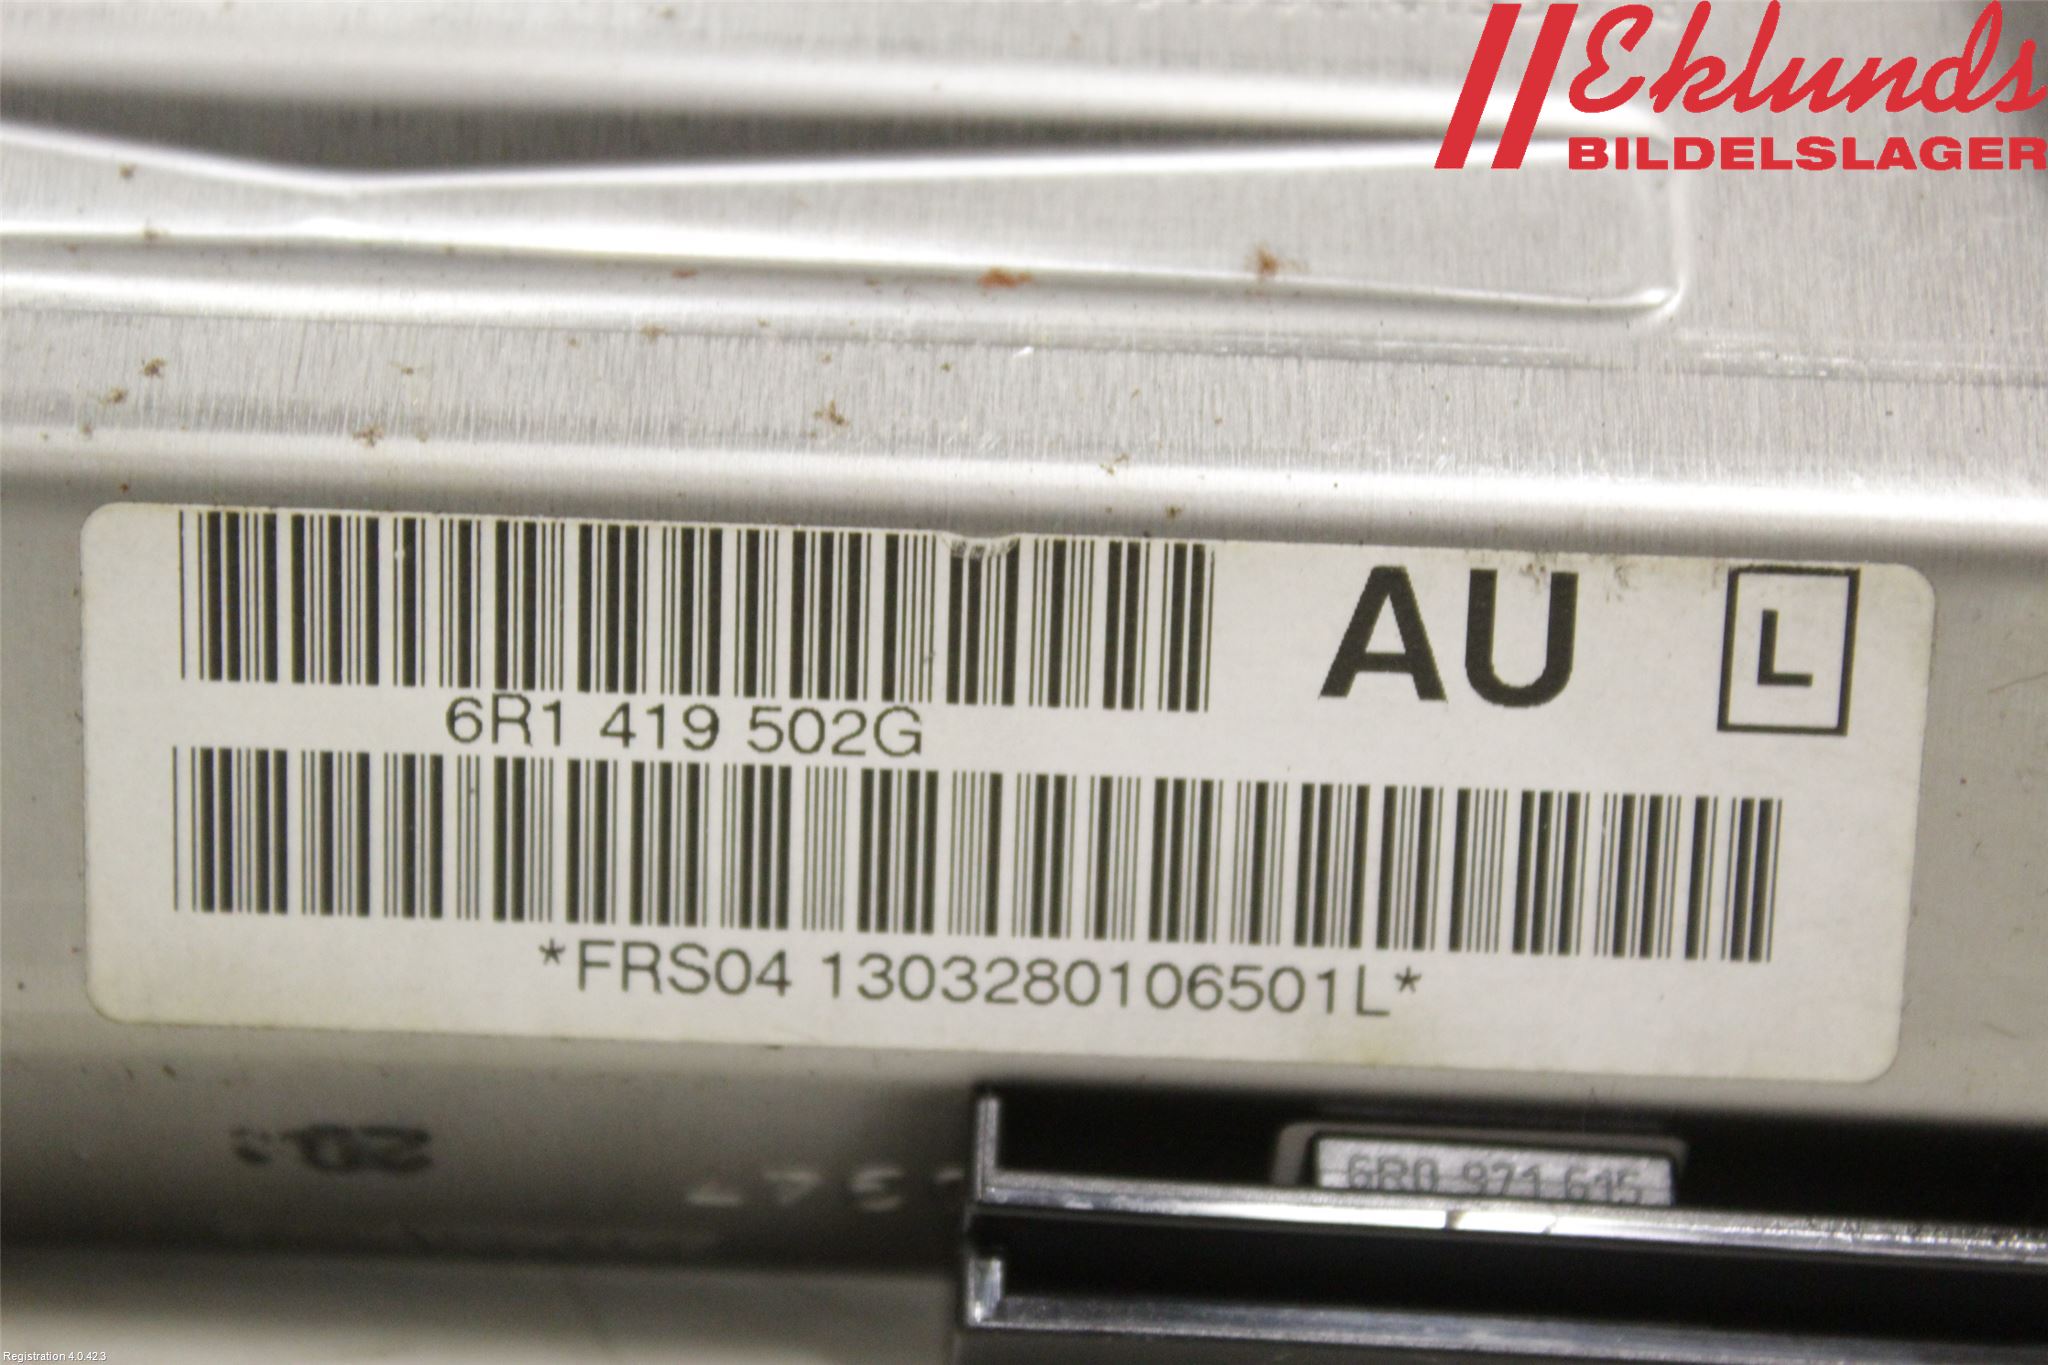 Eklunds
BILDELSLAGER
AU L
6R1 419 502G
*FRS04 1303280106501L*
6R0 971 615
Registration 4.0.42.3